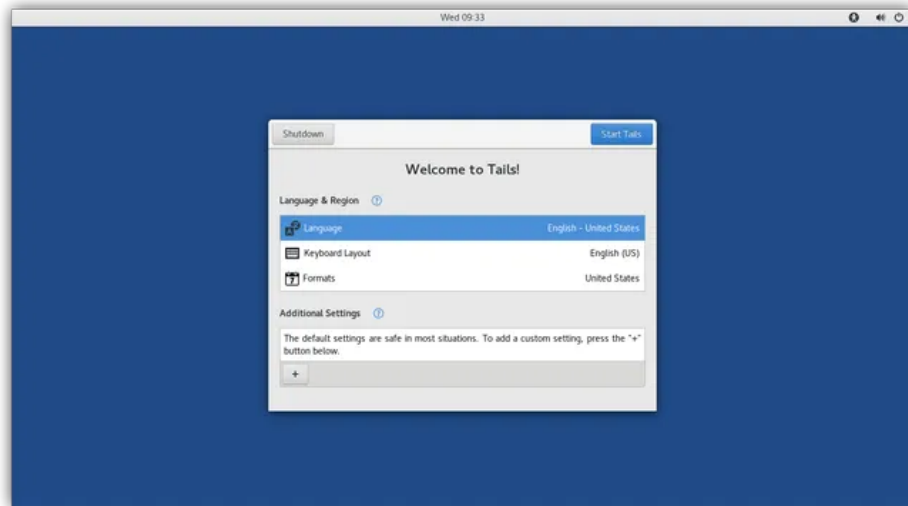 Wed 09:33
Shutdown
Start Tails
Welcome to Tails!
Language & Region
Language English - United States
Keyboard Layout English (US)
Formats United States
Additional Settings
The default settings are safe in most situations. To add a custom setting, press the "+"
button below.
+